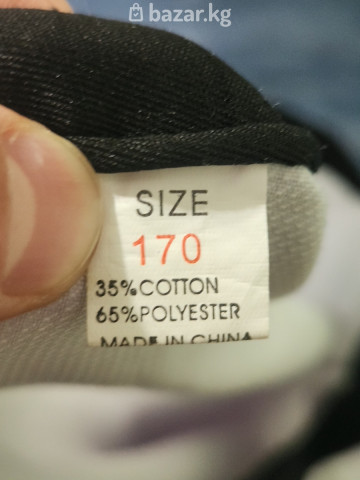 bazar.kg
SIZE
170
35%COTTON
65%POLYESTER
MADE IN CHINA